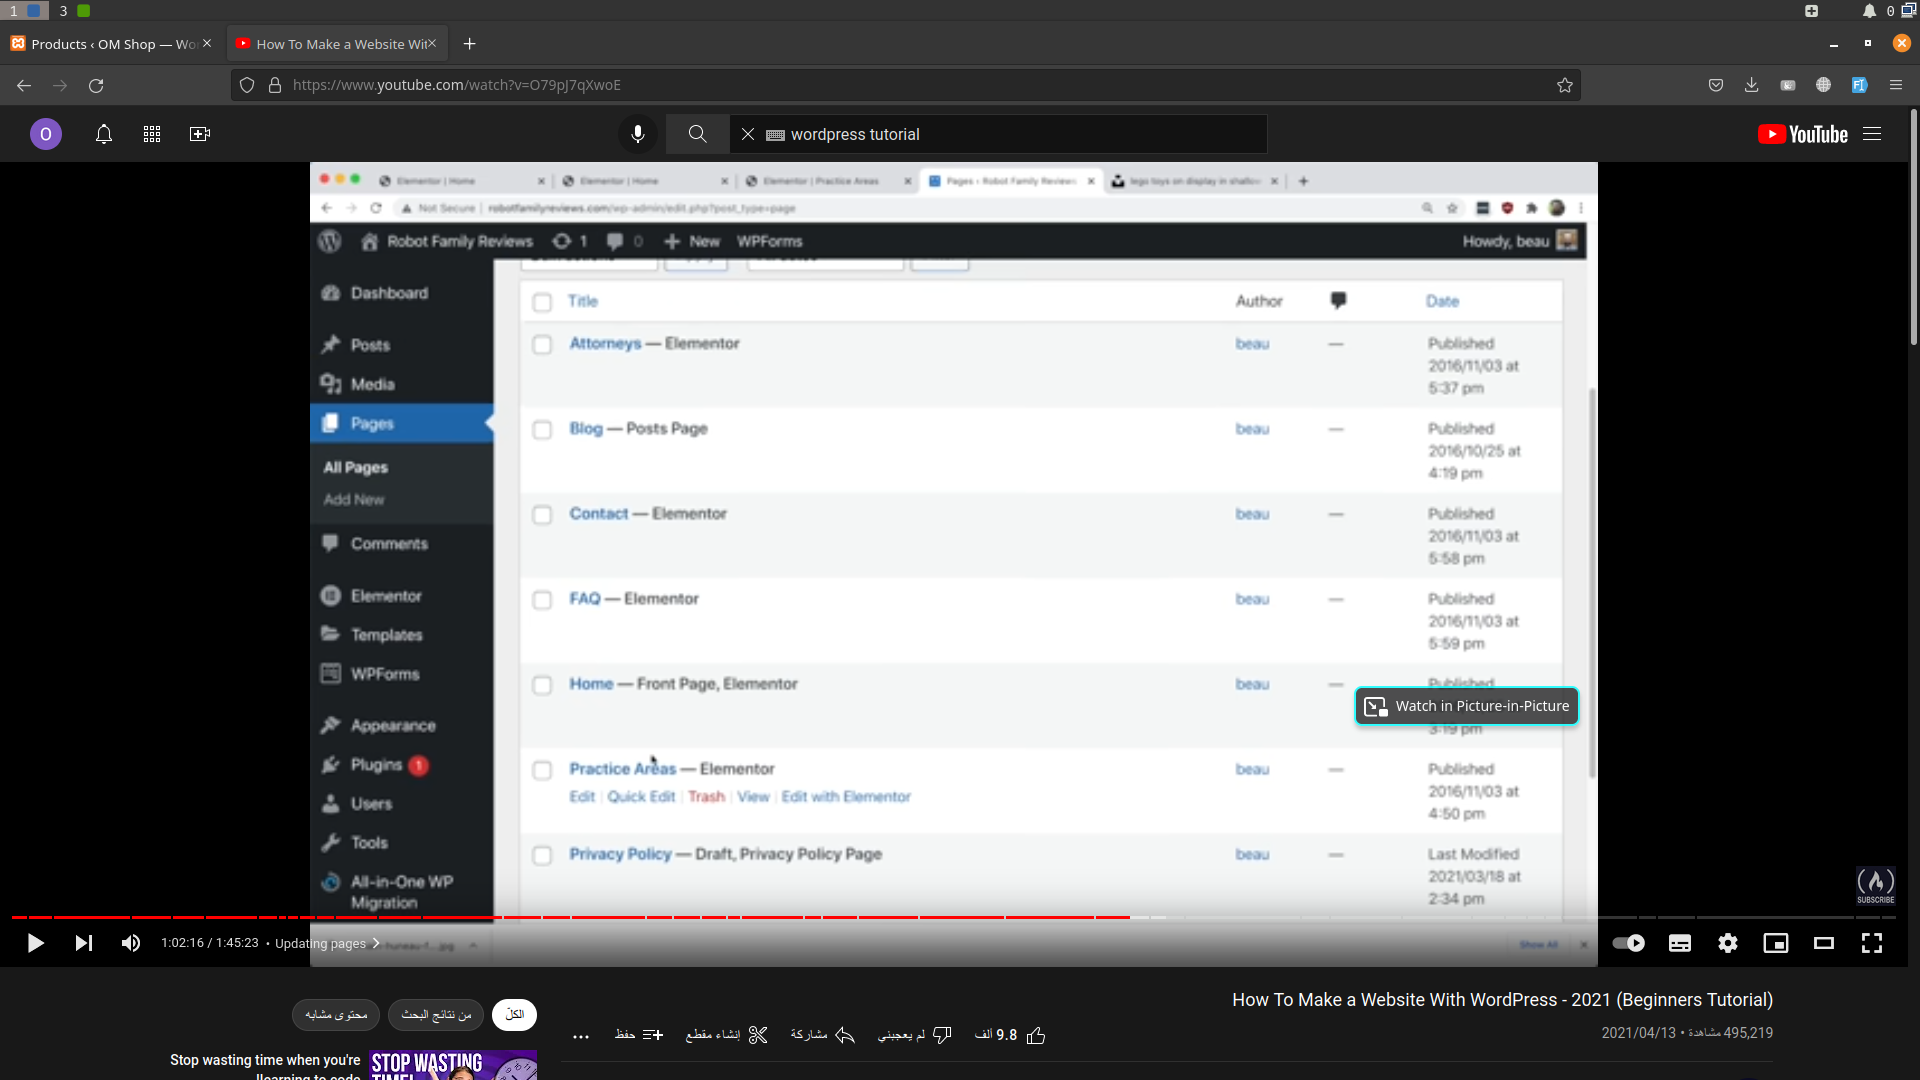 1 3 0
Products ‹ OM Shop — Wo
How To Make a Website Wit
https://www.youtube.com/watch?v=O79pJ7qXwoE
O
wordpress tutorial
YouTube
Elementor | Home
Elementor | Home
Elementor | Practice Areas
Pages ‹ Robot Family Reviews
lego toys on display in shallow
Not Secure | robotfamilyreviews.com/wp-admin/edit.php?post_type=page
Robot Family Reviews 1 0 New WPForms
Howdy, beau
Dashboard
Posts
Media
Pages
All Pages
Add New
Comments
Elementor
Templates
WPForms
Appearance
Plugins 1
Users
Tools
All-in-One WP
Migration
Title Author Date
Attorneys — Elementor beau — Published
2016/11/03 at
5:37 pm
Blog — Posts Page beau — Published
2016/10/25 at
4:19 pm
Contact — Elementor beau — Published
2016/11/03 at
5:58 pm
FAQ — Elementor beau — Published
2016/11/03 at
5:59 pm
Home — Front Page, Elementor beau — Published
Watch in Picture-in-Picture
3:19 pm
Practice Areas — Elementor beau — Published
Edit | Quick Edit | Trash | View | Edit with Elementor
2016/11/03 at
4:50 pm
Privacy Policy — Draft, Privacy Policy Page beau — Last Modified
2021/03/18 at
2:34 pm
SUBSCRIBE
1:02:16 / 1:45:23 • Updating pages
Show All
How To Make a Website With WordPress - 2021 (Beginners Tutorial)
495,219 مشاهدة • 2021/04/13
9.8 ألف
لم يعجبني
مشاركة
إنشاء مقطع
حفظ
الكلّ
من نتائج البحث
محتوى مشابه
Stop wasting time when you're
STOP WASTING